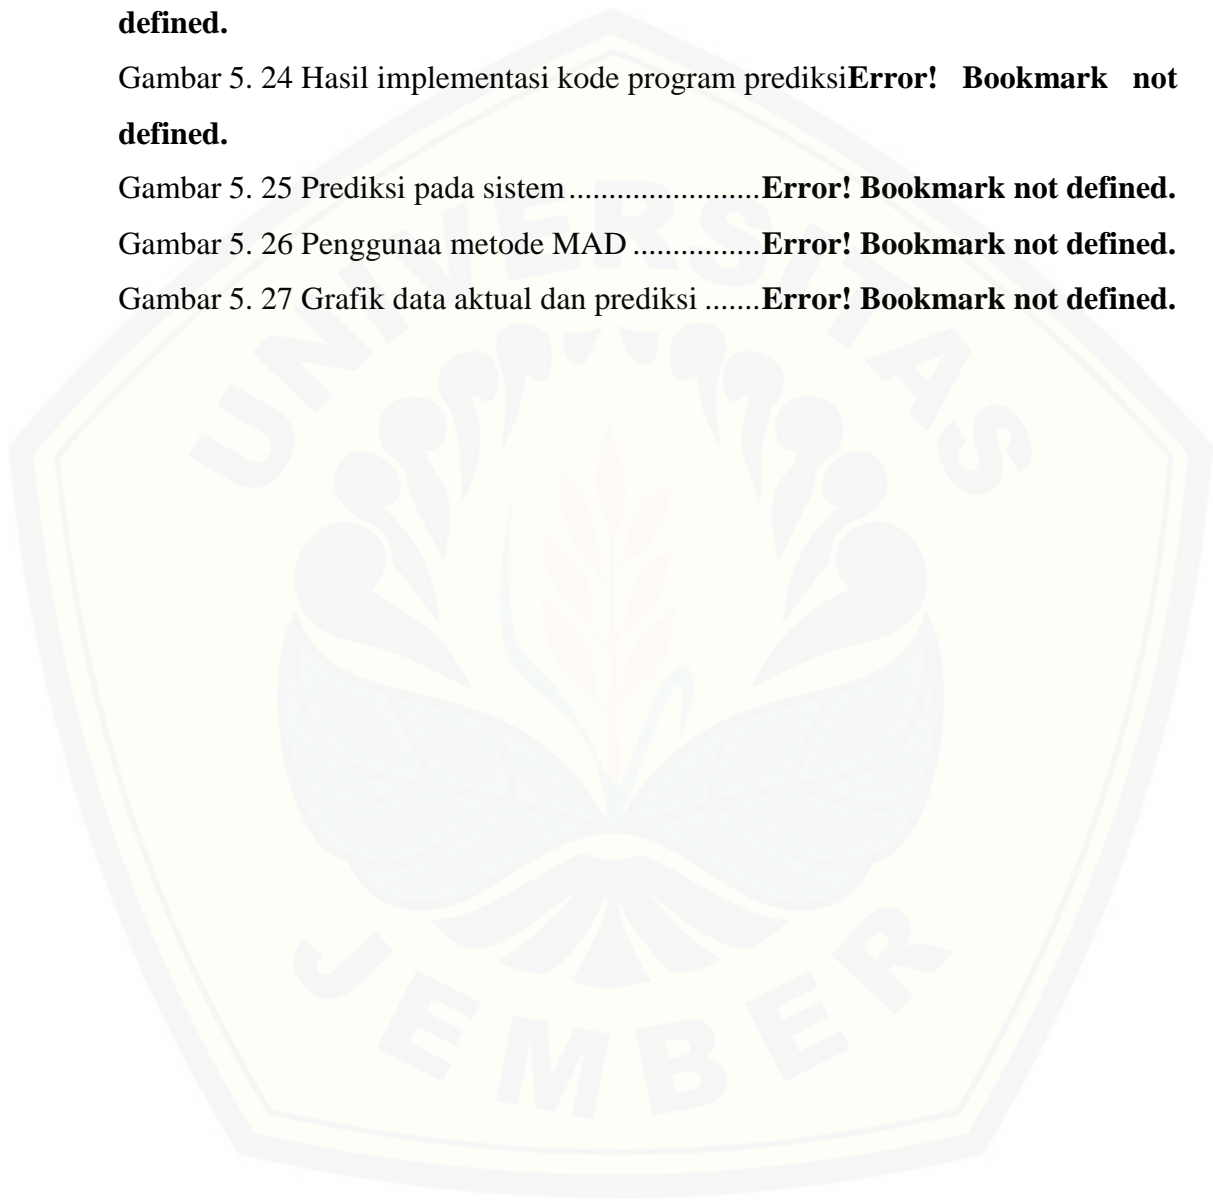 defined.
Gambar 5. 24 Hasil implementasi kode program prediksiError! Bookmark not
defined.
Gambar 5. 25 Prediksi pada sistem........................Error! Bookmark not defined.
Gambar 5. 26 Penggunaa metode MAD ................Error! Bookmark not defined.
Gambar 5. 27 Grafik data aktual dan prediksi .......Error! Bookmark not defined.
UNIVERSITAS
JEMBER